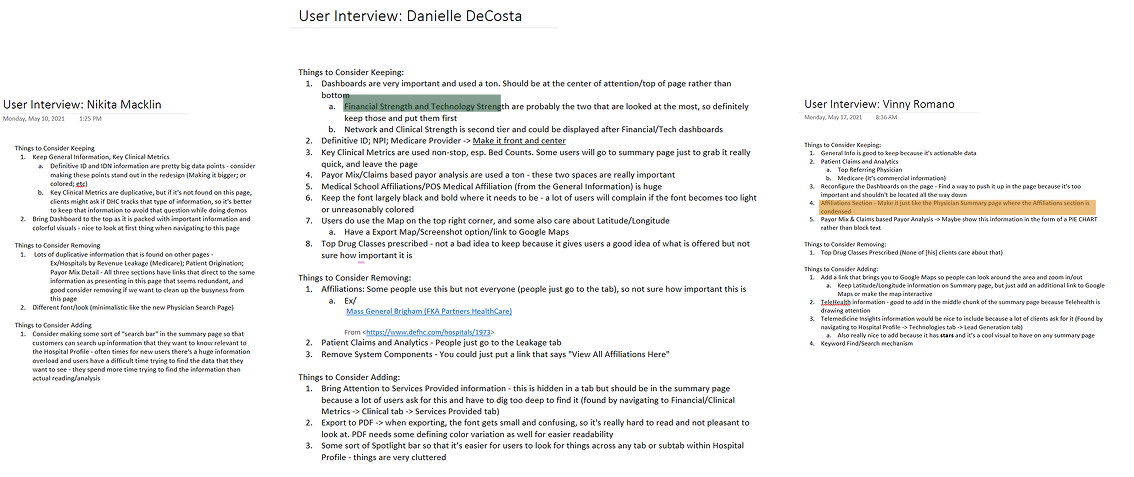 User Interview: Nikita Macklin
Monday, May 10, 2021 1:25 PM
Things to Consider Keeping
1. Keep General Information, Key Clinical Metrics
a. Definitive ID and IDN information are pretty big data points - consider
making these points stand out in the redesign (Making it bigger; or
colored; etc)
b. Key Clinical Metrics are duplicative, but if it's not found on this page,
clients might ask if DHC tracks that type of information, so it's better
to keep that information to avoid that question while doing demos
2. Bring Dashboard to the top as it is packed with important information and
colorful visuals - nice to look at first thing when navigating to this page
Things to Consider Removing
1. Lots of duplicative information that is found on other pages -
Ex/Hospitals by Revenue Leakage (Medicare); Patient Origination;
Payor Mix Detail - All three sections have links that direct to the same
information as presenting in this page that seems redundant, and
good consider removing if we want to clean up the busyness from
this page
2. Different font/look (minimalistic like the new Physician Search Page)
Things to Consider Adding
1. Consider making some sort of "search bar" in the summary page so that
customers can search up information that they want to know relevant to
the Hospital Profile - often times for new users there's a huge information
overload and users have a difficult time trying to find the data that they
want to see - they spend more time trying to find the information than
actual reading/analysis
User Interview: Danielle DeCosta
Things to Consider Keeping:
1. Dashboards are very important and used a ton. Should be at the center of attention/top of page rather than
bottom
a. Financial Strength and Technology Strength are probably the two that are looked at the most, so definitely
keep those and put them first
b. Network and Clinical Strength is second tier and could be displayed after Financial/Tech dashboards
2. Definitive ID; NPI; Medicare Provider -> Make it front and center
3. Key Clinical Metrics are used non-stop, esp. Bed Counts. Some users will go to summary page just to grab it really
quick, and leave the page
4. Payor Mix/Claims based payor analysis are used a ton - these two spaces are really important
5. Medical School Affiliations/POS Medical Affiliation (from the General Information) is huge
6. Keep the font largely black and bold where it needs to be - a lot of users will complain if the font becomes too light
or unreasonably colored
7. Users do use the Map on the top right corner, and some also care about Latitude/Longitude
a. Have a Export Map/Screenshot option/link to Google Maps
8. Top Drug Classes prescribed - not a bad idea to keep because it gives users a good idea of what is offered but not
sure how important it is
Things to Consider Removing:
1. Affiliations: Some people use this but not everyone (people just go to the tab), so not sure how important this is
a. Ex/
Mass General Brigham (FKA Partners HealthCare)
From <https://www.defhc.com/hospitals/1973>
2. Patient Claims and Analytics - People just go to the Leakage tab
3. Remove System Components - You could just put a link that says "View All Affiliations Here"
Things to Consider Adding:
1. Bring Attention to Services Provided information - this is hidden in a tab but should be in the summary page
because a lot of users ask for this and have to dig too deep to find it (found by navigating to Financial/Clinical
Metrics -> Clinical tab -> Services Provided tab)
2. Export to PDF -> when exporting, the font gets small and confusing, so it's really hard to read and not pleasant to
look at. PDF needs some defining color variation as well for easier readability
3. Some sort of Spotlight bar so that it's easier for users to look for things across any tab or subtab within Hospital
Profile - things are very cluttered
User Interview: Vinny Romano
Monday, May 17, 2021 8:36 AM
Things to Consider Keeping:
1. General Info is good to keep because it's actionable data
2. Patient Claims and Analytics
a. Top Referring Physician
b. Medicare (It's commercial information)
3. Reconfigure the Dashboards on the page - Find a way to push it up in the page because it's too
important and shouldn't be located all the way down
4. Affiliations Section - Make it just like the Physician Summary page where the Affiliations section is
condensed
5. Payor Mix & Claims based Payor Analysis -> Maybe show this information in the form of a PIE CHART
rather than block text
Things to Consider Removing:
1. Top Drug Classes Prescribed (None of [his] clients care about that)
Things to Consider Adding:
1. Add a link that brings you to Google Maps so people can look around the area and zoom in/out
a. Keep Latitude/Longitude information on Summary page, but just add an additional link to Google
Maps or make the map interactive
2. TeleHealth information - good to add in the middle chunk of the summary page because Telehealth is
drawing attention
3. Telemedicine Insights information would be nice to include because a lot of clients ask for it (Found by
navigating to Hospital Profile -> Technologies tab -> Lead Generation tab)
a. Also really nice to add because it has stars and it's a cool visual to have on any summary page
4. Keyword Find/Search mechanism